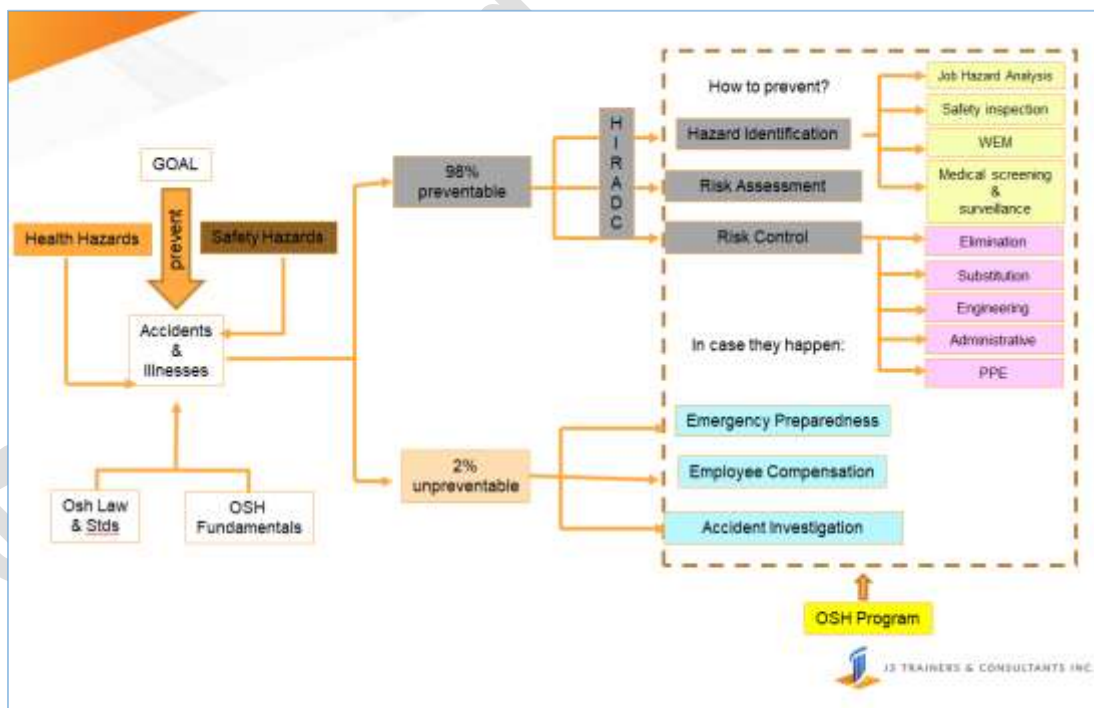 GOAL
prevent
Health Hazards
Safety Hazards
Accidents
&
Illnesses
Osh Law
& Stds
OSH
Fundamentals
98%
preventable
2%
unpreventable
HIRADC
How to prevent?
Hazard Identification
Risk Assessment
Risk Control
Job Hazard Analysis
Safety inspection
WEM
Medical screening
&
surveillance
Elimination
Substitution
Engineering
Administrative
PPE
In case they happen:
Emergency Preparedness
Employee Compensation
Accident Investigation
OSH Program
J3 TRAINERS & CONSULTANTS INC.